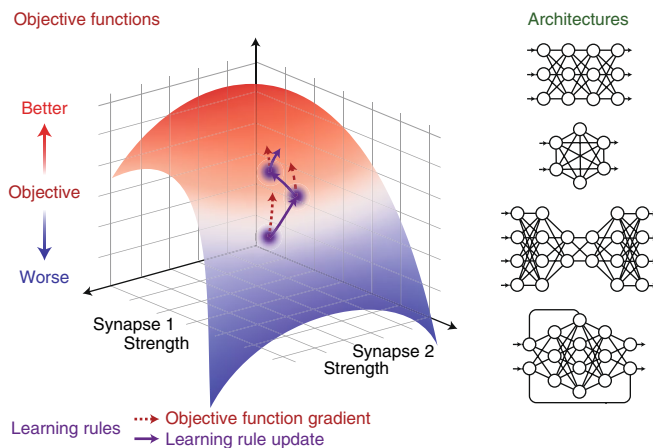 Objective functions
Architectures
Better
Objective
Worse
Synapse 1
Strength
Synapse 2
Strength
Learning rules
Objective function gradient
Learning rule update